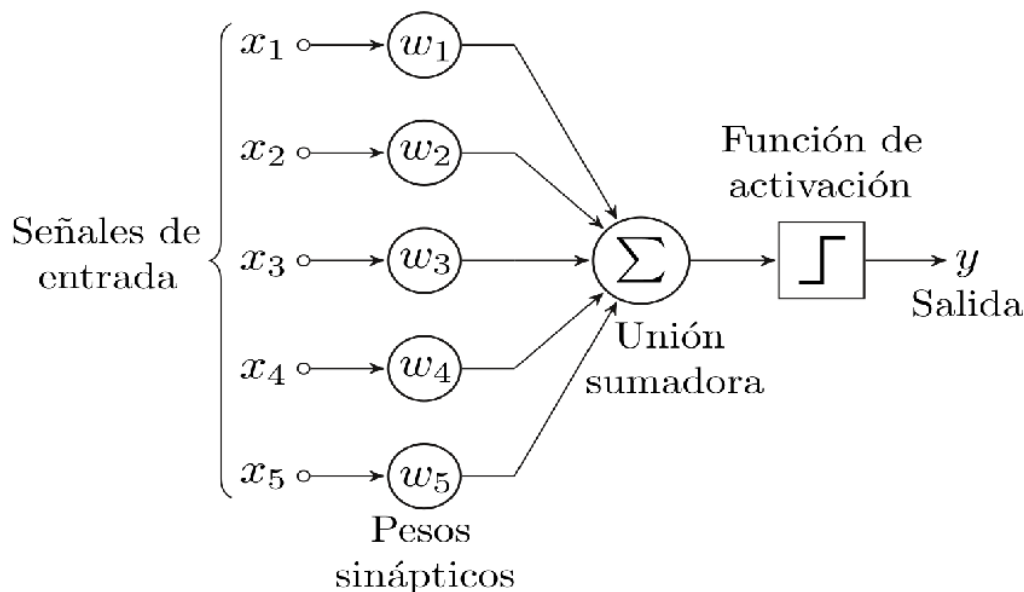 x1
w1
x2
w2
Función de
activación
Señales de
entrada
x3
w3
∑
y
Salida
Unión
sumadora
x4
w4
x5
w5
Pesos
sinápticos